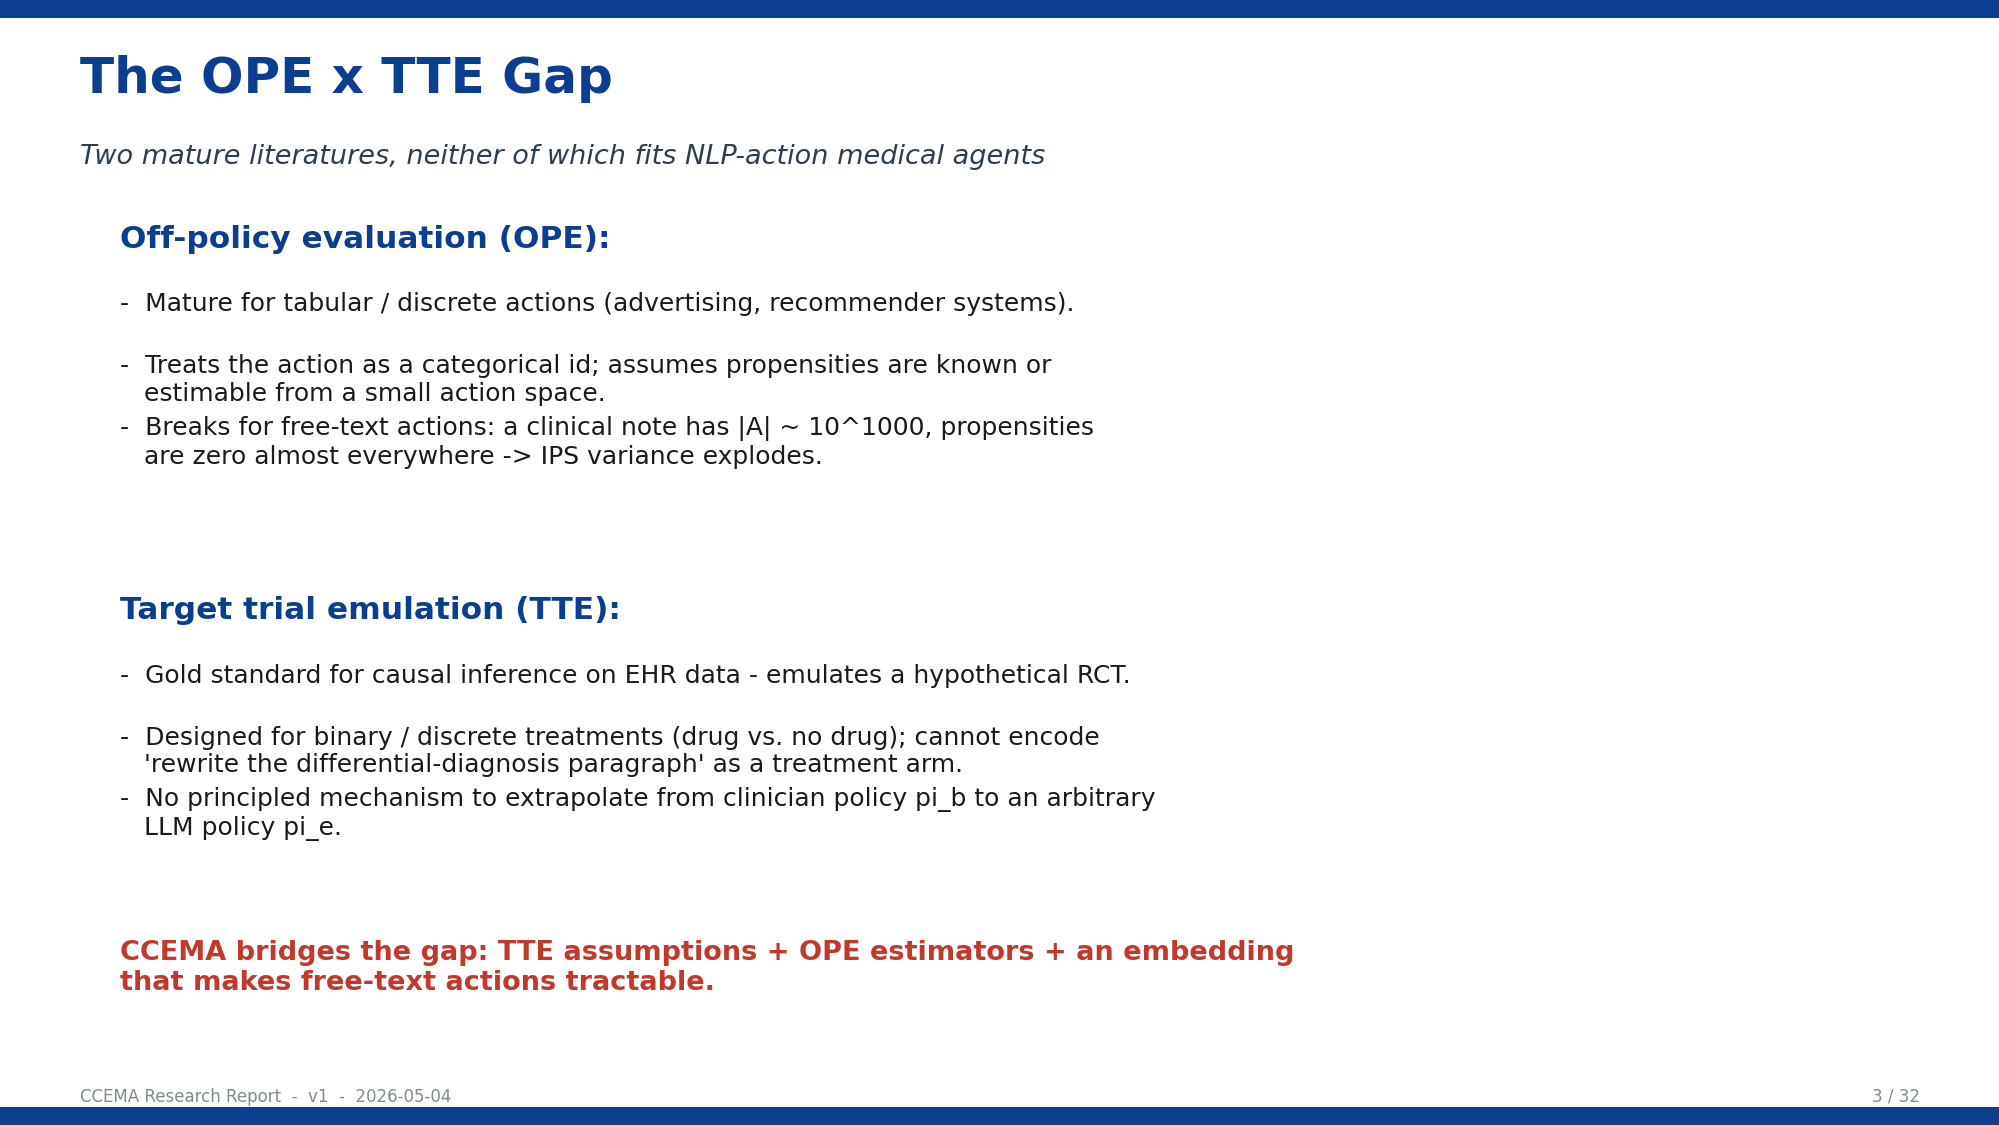 The OPE x TTE Gap
Two mature literatures, neither of which fits NLP-action medical agents
Off-policy evaluation (OPE):
- Mature for tabular / discrete actions (advertising, recommender systems).
- Treats the action as a categorical id; assumes propensities are known or
estimable from a small action space.
- Breaks for free-text actions: a clinical note has |A| ~ 10^1000, propensities
are zero almost everywhere -> IPS variance explodes.
Target trial emulation (TTE):
- Gold standard for causal inference on EHR data - emulates a hypothetical RCT.
- Designed for binary / discrete treatments (drug vs. no drug); cannot encode
'rewrite the differential-diagnosis paragraph' as a treatment arm.
- No principled mechanism to extrapolate from clinician policy pi_b to an arbitrary
LLM policy pi_e.
CCEMA bridges the gap: TTE assumptions + OPE estimators + an embedding
that makes free-text actions tractable.
CCEMA Research Report - v1 - 2026-05-04
3 / 32